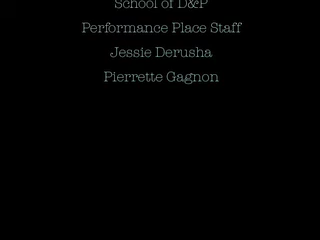 School of D&P
Performance Place Staff
Jessie Derusha
Pierrette Gagnon